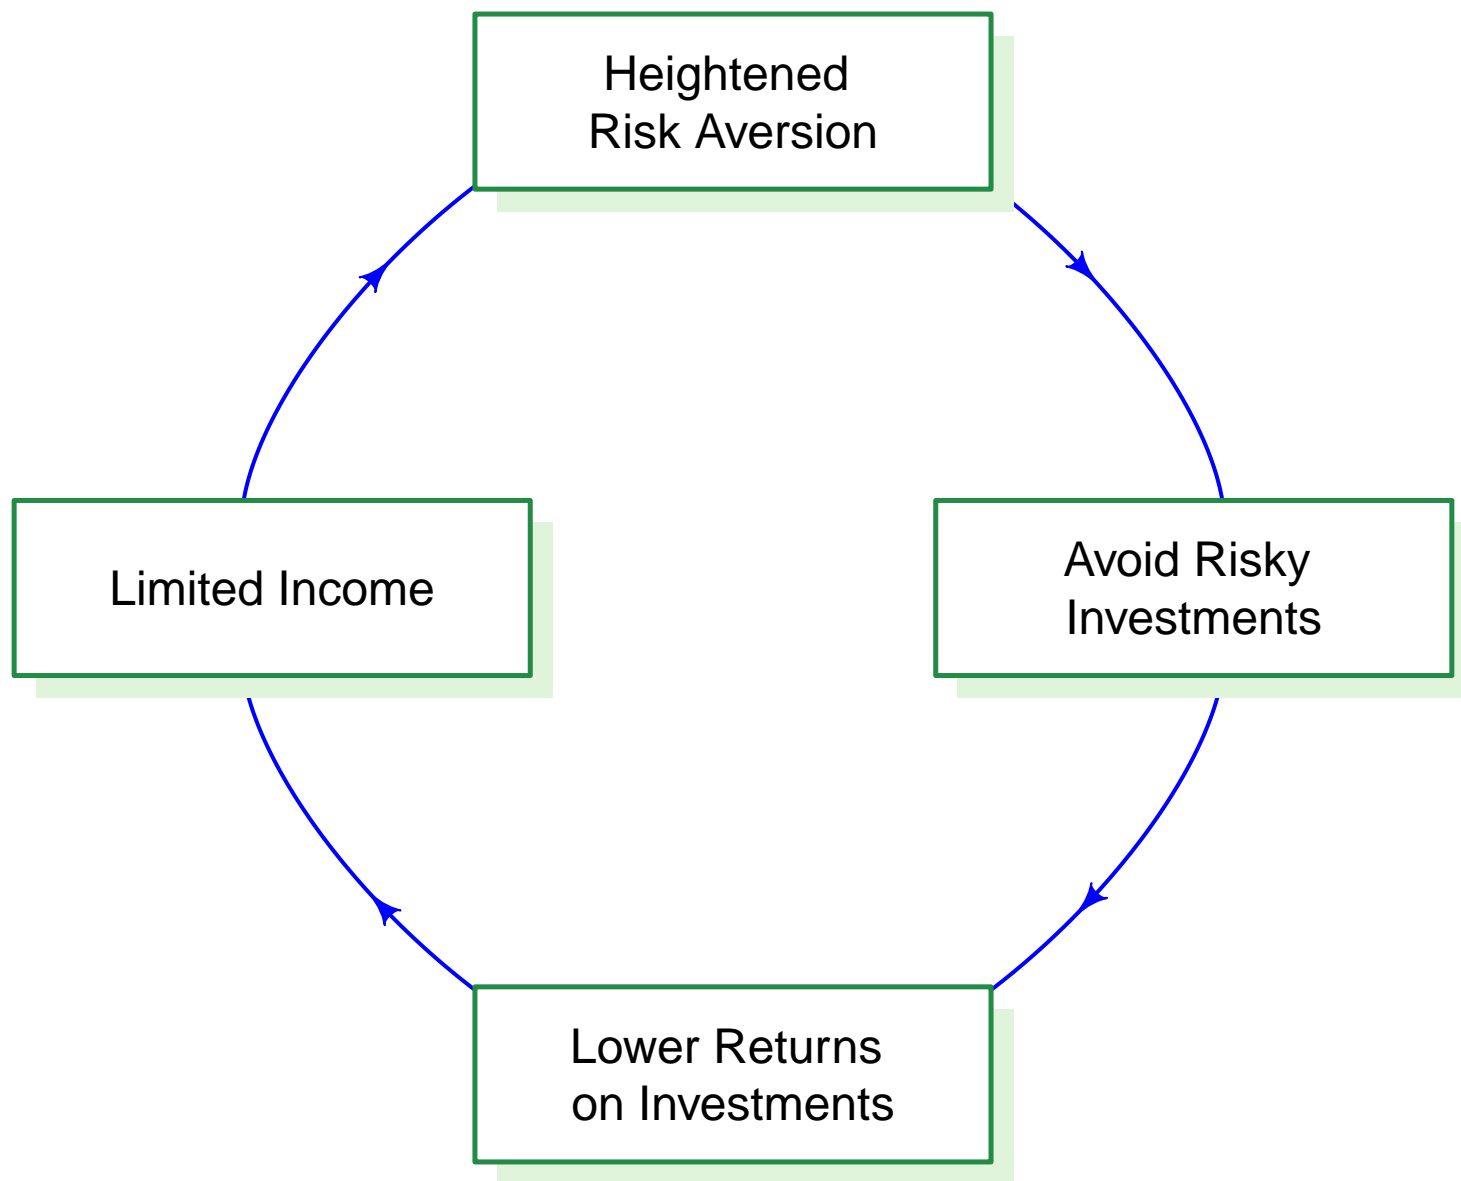 Heightened
Risk Aversion
Limited Income
Avoid Risky
Investments
Lower Returns
on Investments